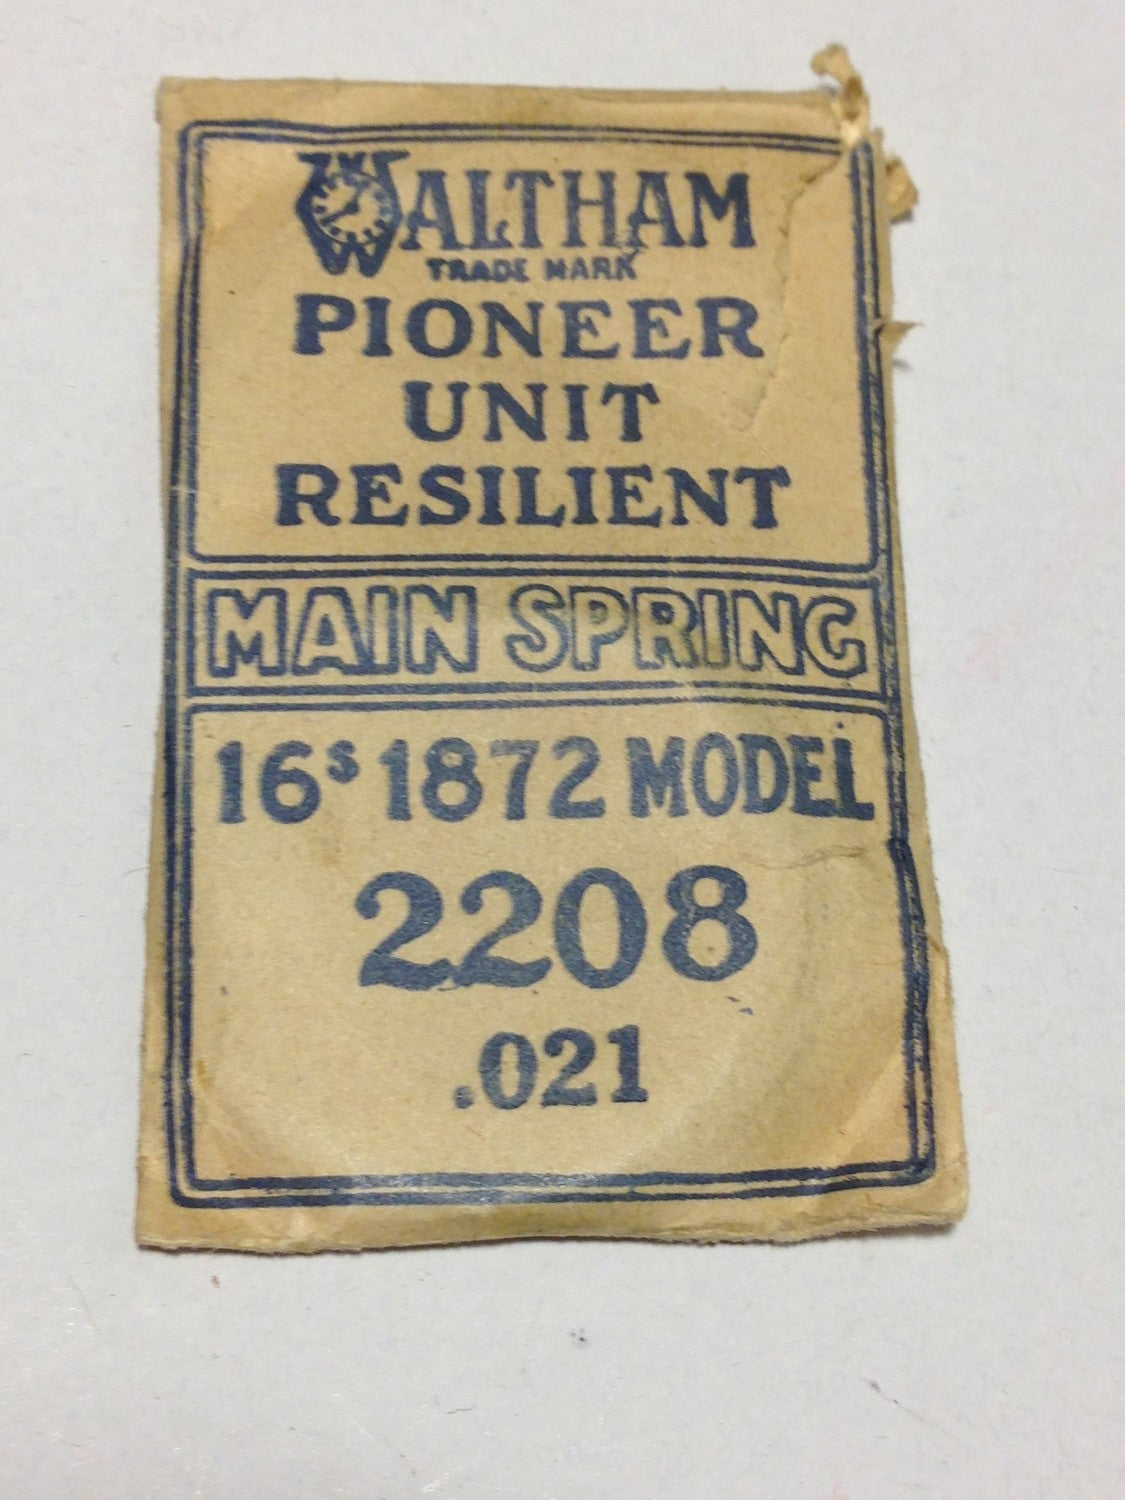 WALTHAM
TRADE MARK
PIONEER
UNIT
RESILIENT
MAIN SPRING
16s 1872 MODEL
2208
.021